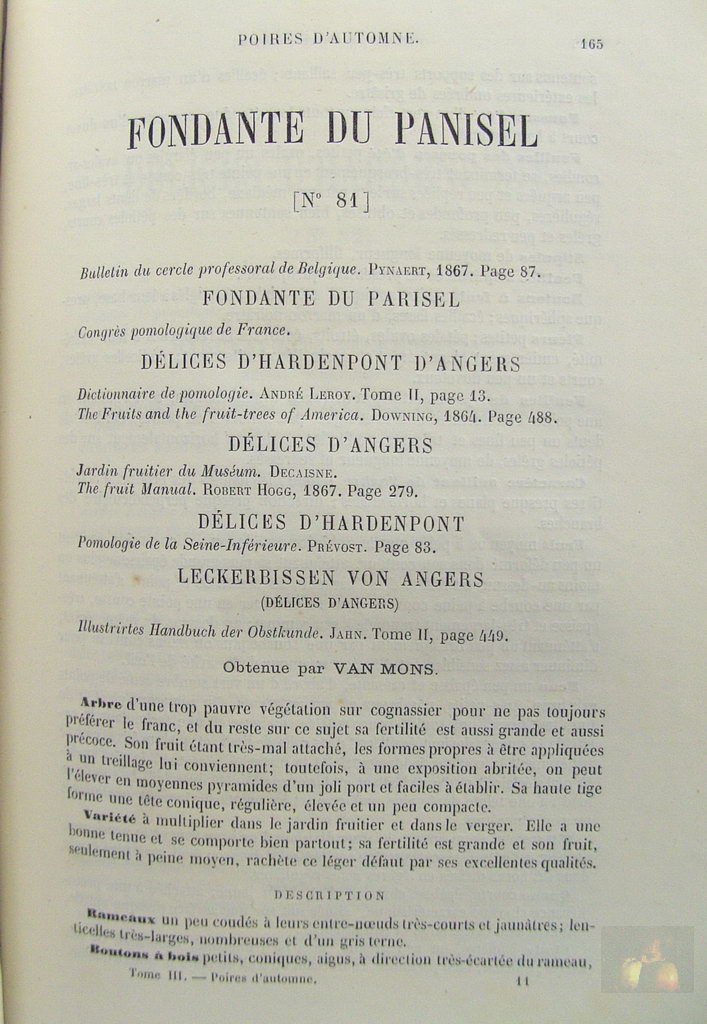 POIRES D'AUTOMNE.
165
FONDANTE DU PANISEL
[N° 81]
Bulletin du cercle professoral de Belgique. PYNAERT, 1867. Page 87.
FONDANTE DU PARISEL
Congrès pomologique de France.
DÉLICES D'HARDENPONT D'ANGERS
Dictionnaire de pomologie. ANDRÉ LEROY. Tome II, page 13.
The Fruits and the fruit-trees of America. DOWNING, 1864. Page 488.
DÉLICES D'ANGERS
Jardin fruitier du Muséum. DECAISNE.
The fruit Manual. ROBERT HOGG, 1867. Page 279.
DÉLICES D'HARDENPONT
Pomologie de la Seine-Inférieure. PRÉVOST. Page 83.
LECKERBISSEN VON ANGERS
(DÉLICES D'ANGERS)
Illustrirtes Handbuch der Obstkunde. JAHN. Tome II, page 449.
Obtenue par VAN MONS.
Arbre d'une trop pauvre végétation sur cognassier pour ne pas toujours
préférer le franc, et du reste sur ce sujet sa fertilité est aussi grande et aussi
précoce. Son fruit étant très-mal attaché, les formes propres à être appliquées
à un treillage lui conviennent; toutefois, à une exposition abritée, on peut
l'élever en moyennes pyramides d'un joli port et faciles à établir. Sa haute tige
forme une tête conique, régulière, élevée et un peu compacte.
Variété à multiplier dans le jardin fruitier et dans le verger. Elle a une
bonne tenue et se comporte bien partout; sa fertilité est grande et son fruit,
seulement à peine moyen, rachète ce léger défaut par ses excellentes qualités.
DESCRIPTION
Rameaux un peu coudés à leurs entre-nœuds très-courts et jaunâtres; len-
ticelles très-larges, nombreuses et d'un gris terne.
Boutons à bois petits, coniques, aigus, à direction très-écartée du rameau,
Tome III. — Poires d'automne.
11